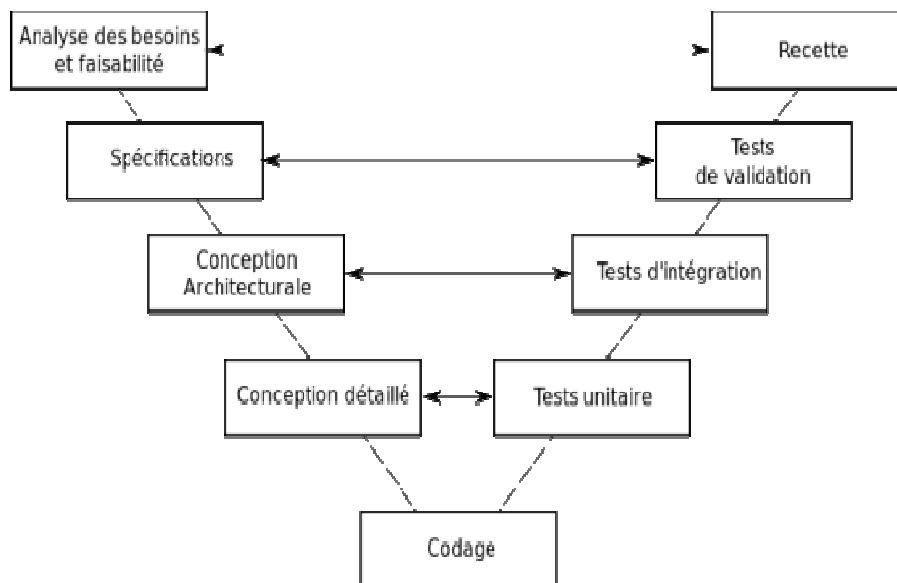 Analyse des besoins
et faisabilité
Recette
Spécifications
Tests
de validation
Conception
Architecturale
Tests d'intégration
Conception détaillé
Tests unitaire
Codage